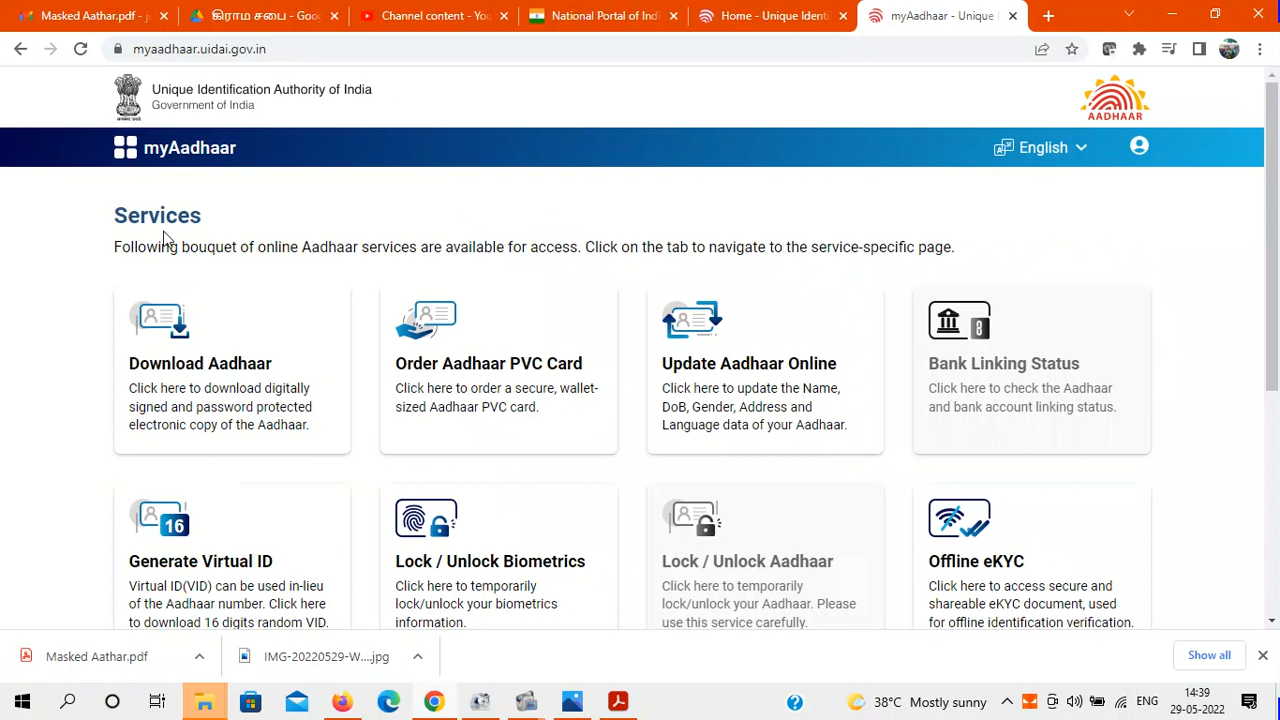 Masked Aathar.pdf - j
கிராம சபை - Goog
Channel content - You
National Portal of Indi
Home - Unique Identi
myAadhaar - Unique I
myaadhaar.uidai.gov.in
Unique Identification Authority of India
Government of India
AADHAAR
myAadhaar
English
Services
Following bouquet of online Aadhaar services are available for access. Click on the tab to navigate to the service-specific page.
Download Aadhaar
Click here to download digitally
signed and password protected
electronic copy of the Aadhaar.
Order Aadhaar PVC Card
Click here to order a secure, wallet-
sized Aadhaar PVC card.
Update Aadhaar Online
Click here to update the Name,
DoB, Gender, Address and
Language data of your Aadhaar.
8
Bank Linking Status
Click here to check the Aadhaar
and bank account linking status.
16
Generate Virtual ID
Virtual ID(VID) can be used in-lieu
of the Aadhaar number. Click here
to download 16 digits random VID.
Lock / Unlock Biometrics
Click here to temporarily
lock/unlock your biometrics
information.
Lock / Unlock Aadhaar
Click here to temporarily
lock/unlock your Aadhaar. Please
use this service carefully.
Offline eKYC
Click here to access secure and
shareable eKYC document, used
for offline identification verification.
Masked Aathar.pdf
IMG-20220529-W....jpg
Show all
38°C Mostly sunny
ENG
14:39
29-05-2022